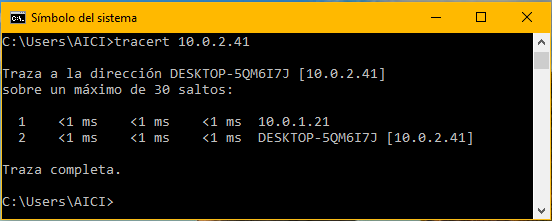 Símbolo del sistema
C:\Users\AICI>tracert 10.0.2.41
Traza a la dirección DESKTOP-5QM6I7J [10.0.2.41]
sobre un máximo de 30 saltos:
1 <1 ms <1 ms <1 ms 10.0.1.21
2 <1 ms <1 ms <1 ms DESKTOP-5QM6I7J [10.0.2.41]
Traza completa.
C:\Users\AICI>